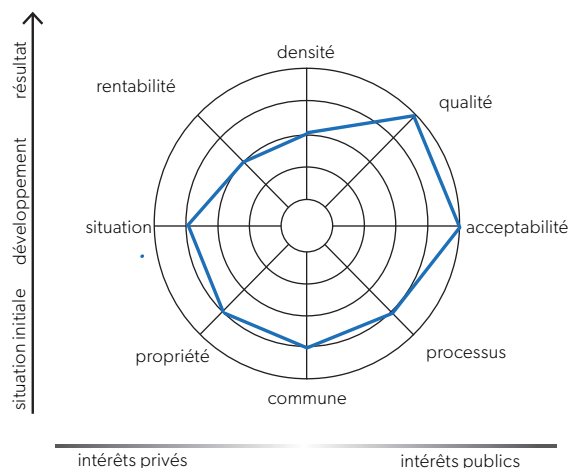 résultat
développement
situation initiale
densité
rentabilité
qualité
situation
acceptabilité
propriété
processus
commune
intérêts privés
intérêts publics